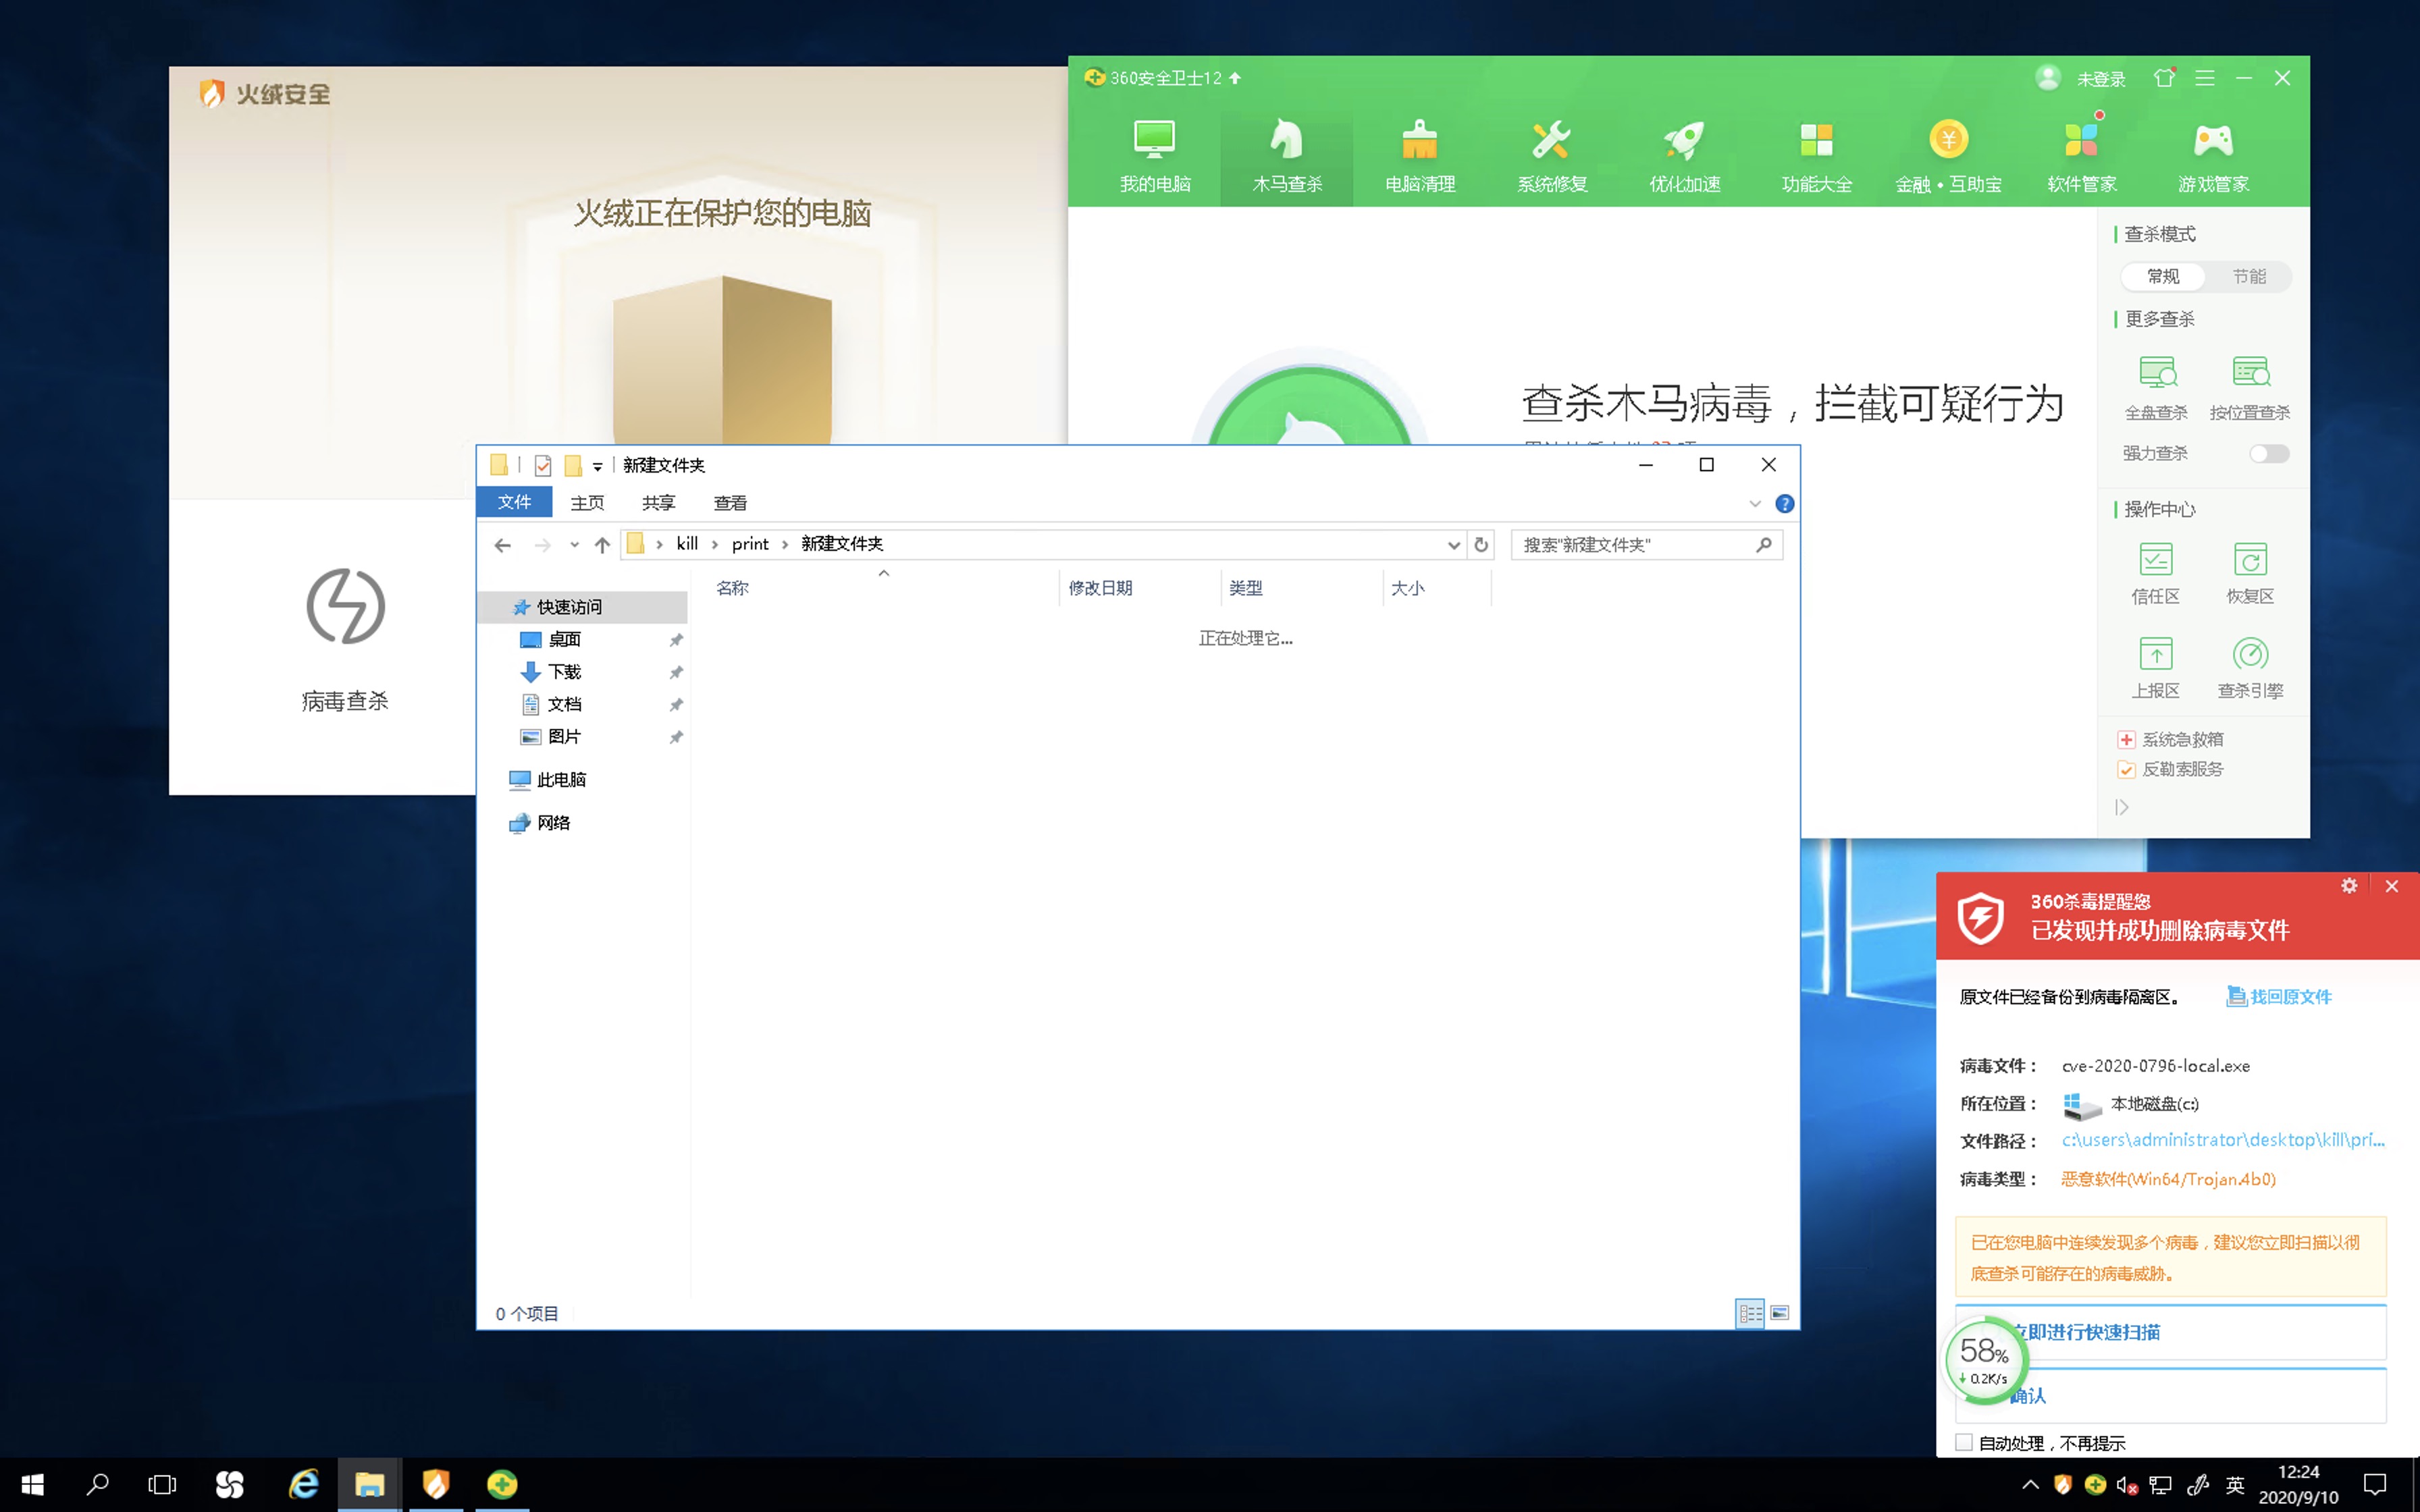 火绒安全
火绒正在保护您的电脑
病毒查杀
360安全卫士12
未登录
我的电脑
木马查杀
电脑清理
系统修复
优化加速
功能大全
金融•互助宝
软件管家
游戏管家
查杀木马病毒，拦截可疑行为
查杀模式
常规 节能
更多查杀
全盘查杀 按位置查杀
强力查杀
操作中心
信任区 恢复区
上报区 查杀引擎
系统急救箱
反勒索服务
新建文件夹
文件 主页 共享 查看
kill print 新建文件夹
搜索"新建文件夹"
名称 修改日期 类型 大小
正在处理它...
快速访问
桌面
下载
文档
图片
此电脑
网络
0 个项目
360杀毒提醒您
已发现并成功删除病毒文件
原文件已经备份到病毒隔离区。 找回原文件
病毒文件： cve-2020-0796-local.exe
所在位置： 本地磁盘(c:)
文件路径： c:\users\administrator\desktop\kill\pri...
病毒类型： 恶意软件(Win64/Trojan.4b0)
已在您电脑中连续发现多个病毒，建议您立即扫描以彻
底查杀可能存在的病毒威胁。
立即进行快速扫描
58%
0.2K/s
确认
自动处理，不再提示
英
12:24
2020/9/10